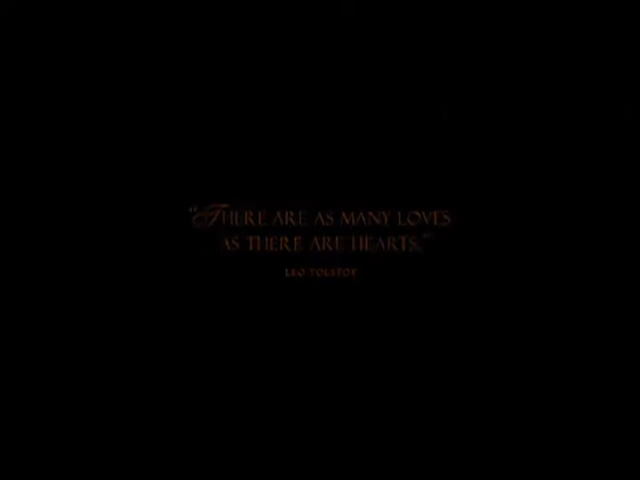 "THERE ARE AS MANY LOVES
AS THERE ARE HEARTS."
LEO TOLSTOY